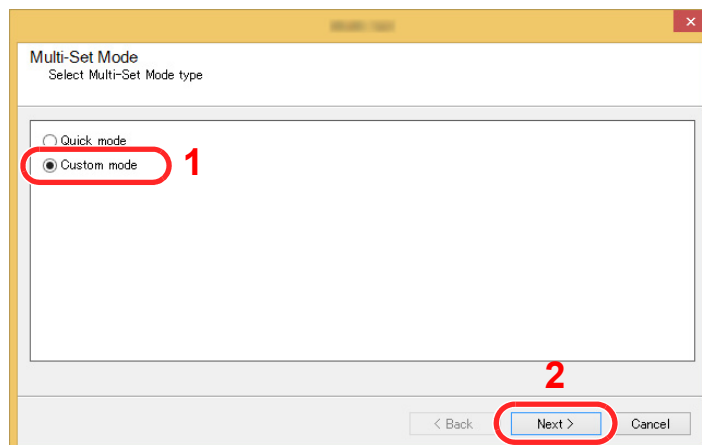 Multi-Set Mode
Select Multi-Set Mode type
Quick mode
Custom mode
1
2
< Back
Next >
Cancel